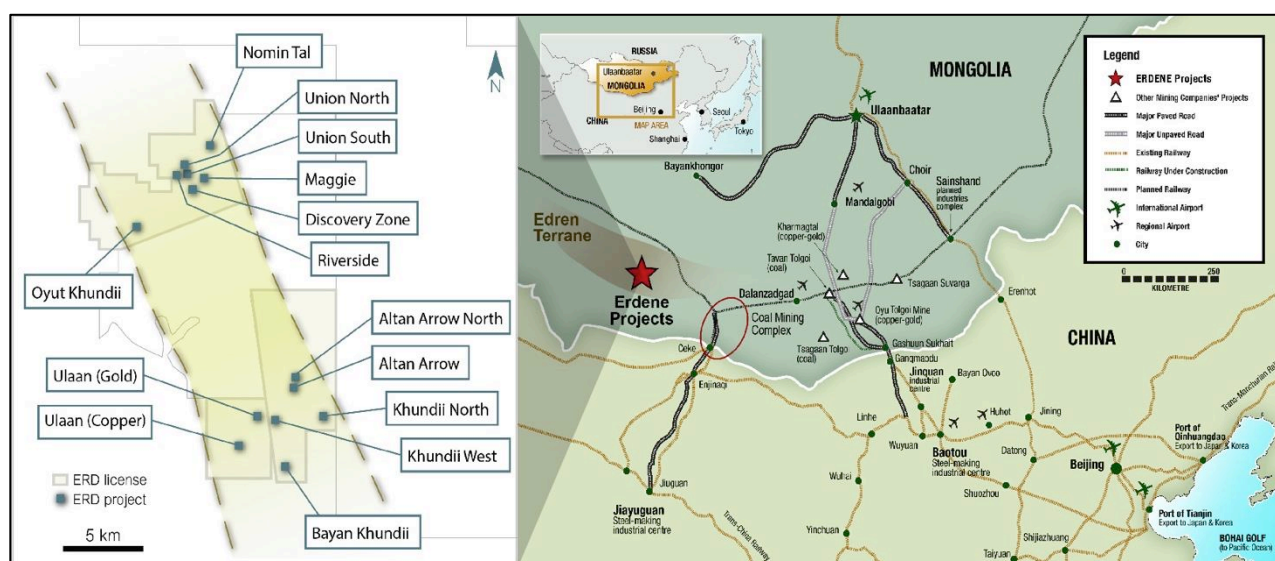 Nomin Tal
Union North
Union South
Maggie
Discovery Zone
Riverside
Oyut Khundii
Altan Arrow North
Altan Arrow
Ulaan (Gold)
Khundii North
Ulaan (Copper)
Khundii West
Bayan Khundii
N
ERD license
ERD project
5 km
RUSSIA
Ulaanbaatar
MONGOLIA
Beijing
Seoul
CHINA
MAP AREA
Tokyo
Shanghai
MONGOLIA
Ulaanbaatar
Bayankhongor
Choir
Sainshand
planned
industries
complex
Mandalgobi
Edren
Terrane
Kharmagtai
(copper-gold)
Tavan Tolgoi
(coal)
Tsagaan Suvarga
Dalanzadgad
Erdene
Projects
Coal Mining
Complex
Oyu Tolgoi Mine
(copper-gold)
Erenhot
Tsagaan Tolgo
(coal)
Ceke
Gashuun Sukhait
Gangmaodu
CHINA
Enjinaqi
Jinquan
industrial
centre
Bayan Ovoo
Linhe
Huhet
Jining
Wuyuan
Baotou
Steel-making
industrial centre
Datong
Beijing
Port of
Qinhuangdao
Export to Japan & Korea
Wuhai
Shuozhou
Jiuguan
Jiayuguan
Steel-making
industrial centre
Port of Tianjin
Export to Japan & Korea
Yinchuan
Trans-China Railway
Shijiazhuang
Taiyuan
BOHAI GOLF
(to Pacific Ocean)
Legend
ERDENE Projects
Other Mining Companies' Projects
Major Paved Road
Major Unpaved Road
Existing Railway
Railway Under Construction
Planned Railway
International Airport
Regional Airport
City
0
250
KILOMETRE